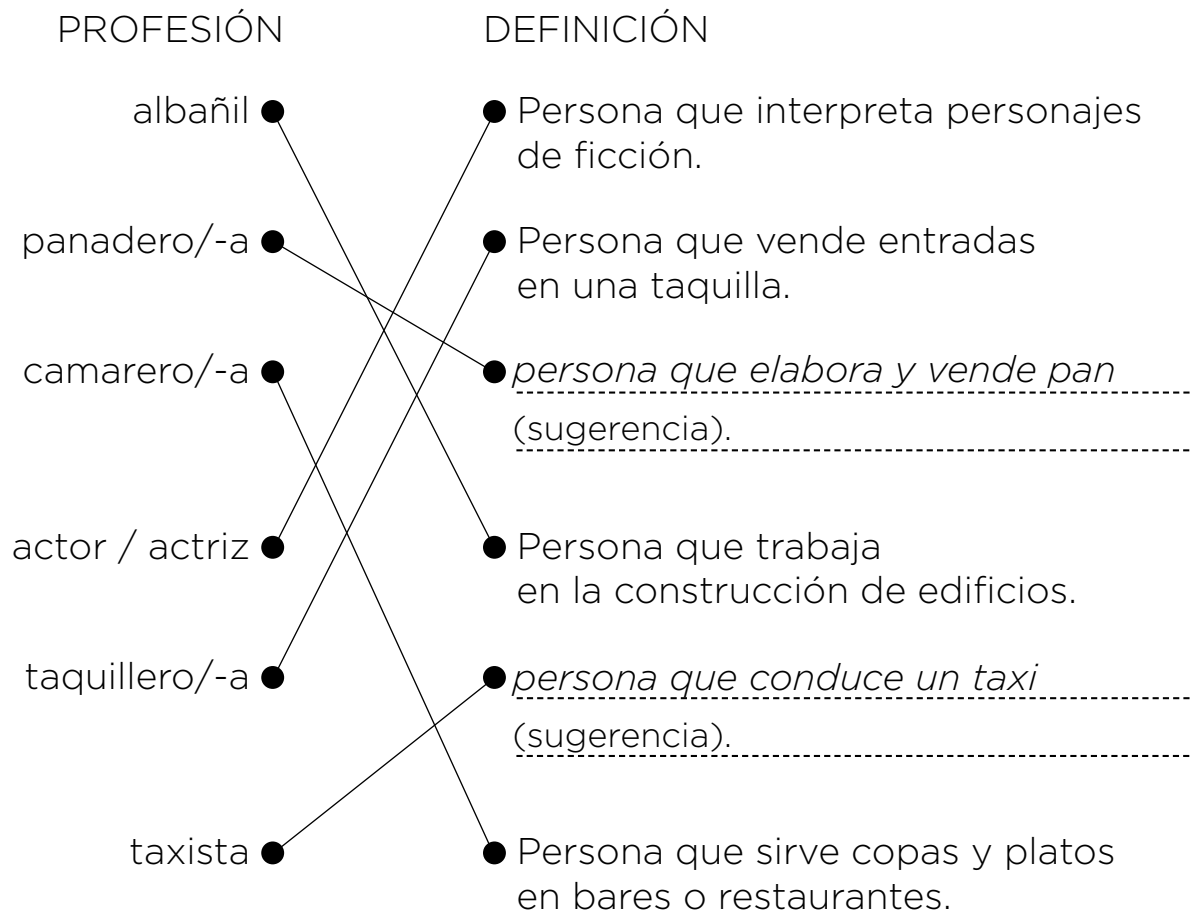 PROFESIÓN
DEFINICIÓN
albañil
Persona que interpreta personajes
de ficción.
panadero/-a
Persona que vende entradas
en una taquilla.
camarero/-a
persona que elabora y vende pan
(sugerencia).
actor / actriz
Persona que trabaja
en la construcción de edificios.
taquillero/-a
persona que conduce un taxi
(sugerencia).
taxista
Persona que sirve copas y platos
en bares o restaurantes.